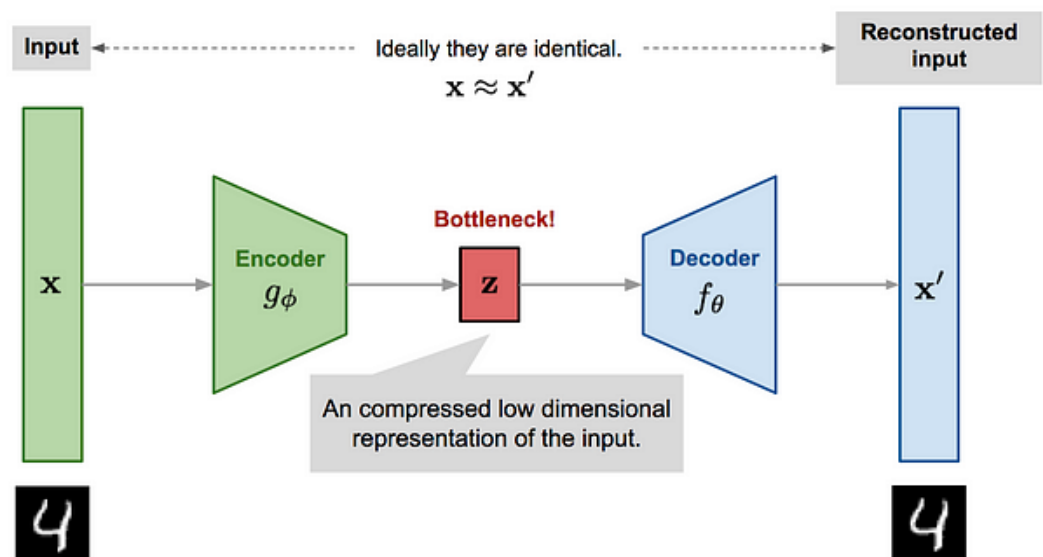 Input
Ideally they are identical.
x ≈ x′
Reconstructed
input
x
Encoder
gϕ
Bottleneck!
z
Decoder
fθ
x′
An compressed low dimensional
representation of the input.
4
4